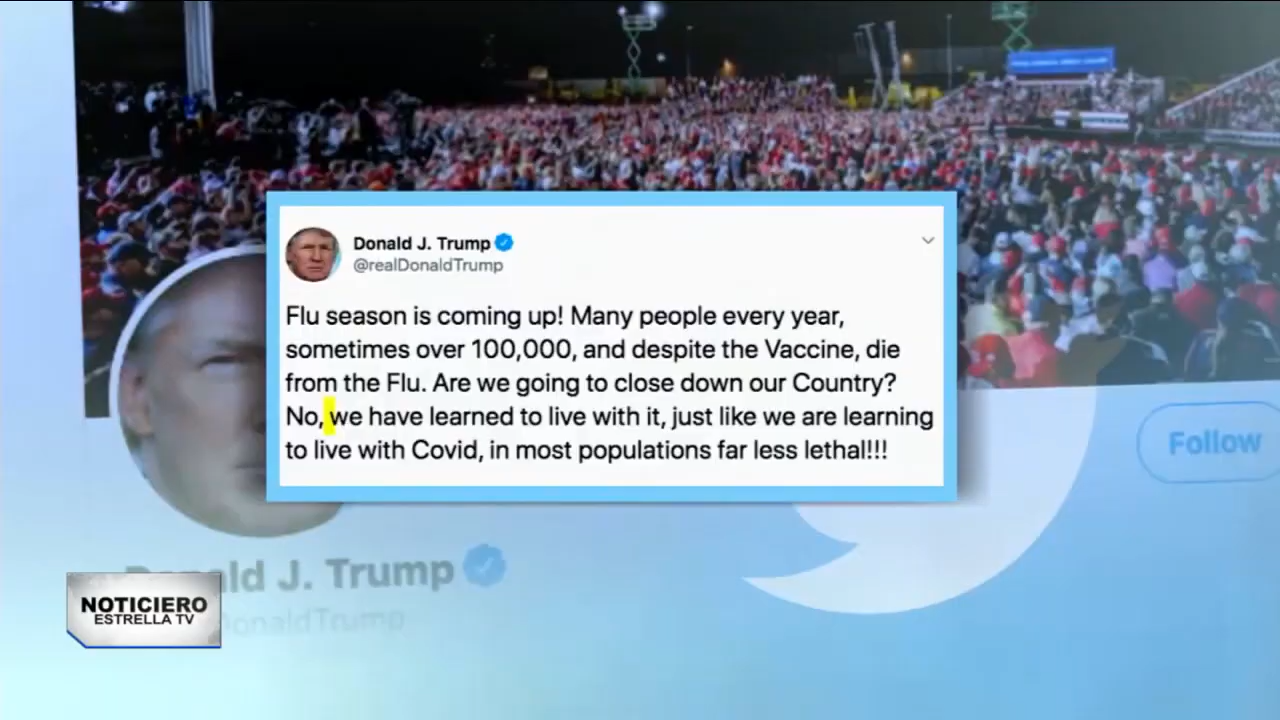 Donald J. Trump
@realDonaldTrump
Flu season is coming up! Many people every year,
sometimes over 100,000, and despite the Vaccine, die
from the Flu. Are we going to close down our Country?
No, we have learned to live with it, just like we are learning
to live with Covid, in most populations far less lethal!!!
Follow
Donald J. Trump
DonaldTrump
NOTICIERO
ESTRELLA TV